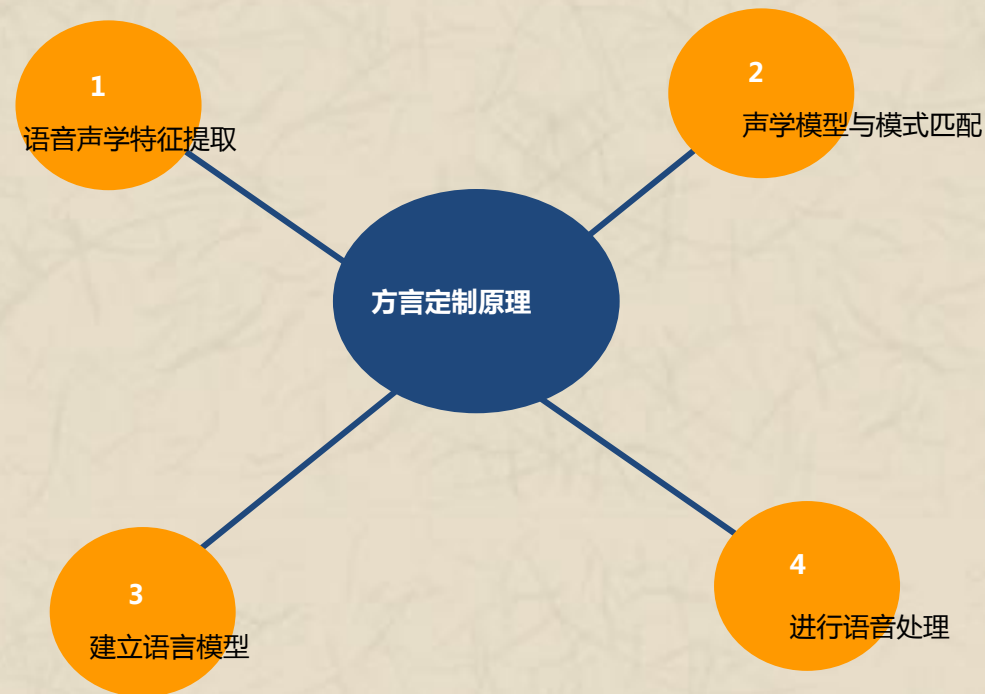 1
语音声学特征提取
2
声学模型与模式匹配
方言定制原理
3
建立语言模型
4
进行语音处理